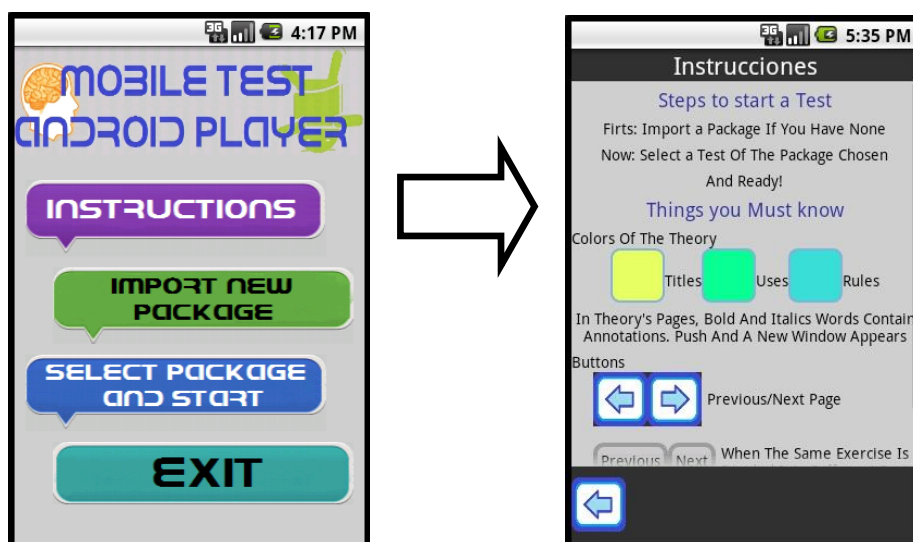 4:17 PM
MOBILE TEST
ANDROID PLAYER
INSTRUCTIONS
IMPORT NEW
PACKAGE
SELECT PACKAGE
AND START
EXIT
3G 5:35 PM
Instrucciones
Steps to start a Test
Firts: Import a Package If You Have None
Now: Select a Test Of The Package Chosen
And Ready!
Things you Must know
Colors Of The Theory
Titles Uses Rules
In Theory's Pages, Bold And Italics Words Contain
Annotations. Push And A New Window Appears
Buttons
Previous/Next Page
Previous Next When The Same Exercise Is